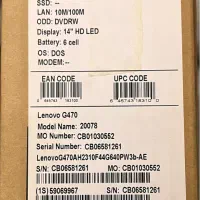 SSD: --
LAN: 10M/100M
ODD: DVDRW
Display: 14" HD LED
Battery: 6 cell
OS: DOS
MODEM: --
EAN CODE UPC CODE
Lenovo G470
Model Name: 20078
MO Number: CB01030552
Serial Number: CB06581261
LenovoG470AH2310F44G640PW3b-AE
S/N: CB06581261 MO: CB01030552
(1S) 59069967 S/N: CB06581261